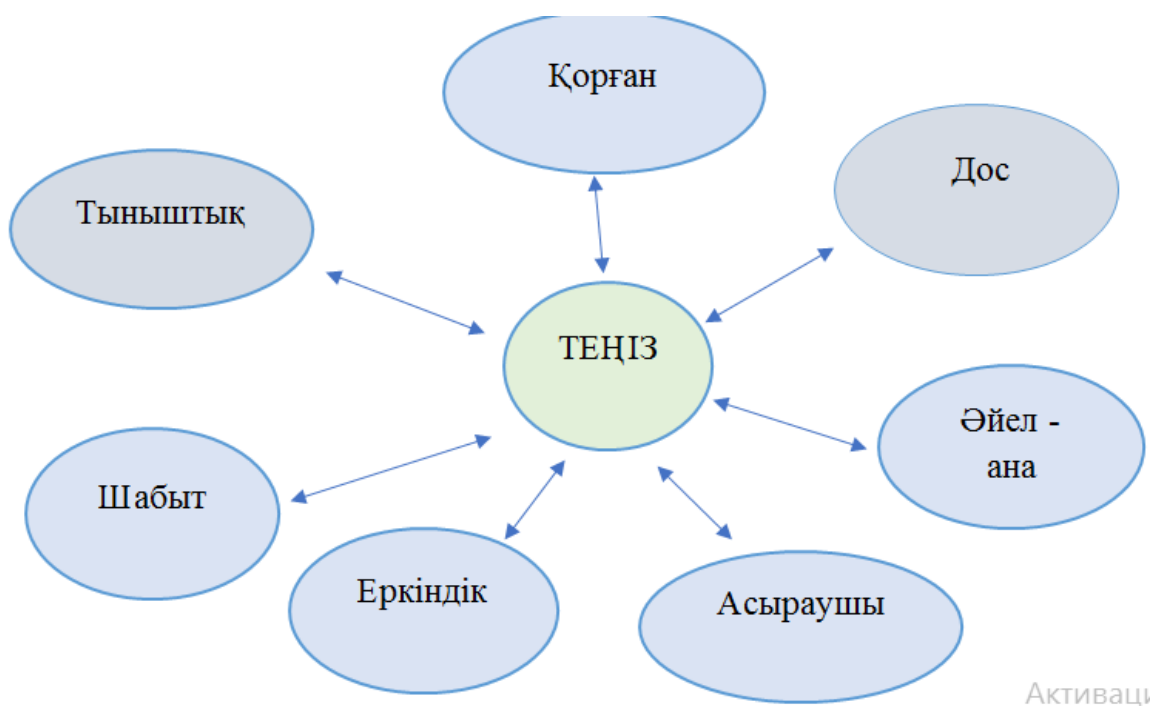 Қорған
Дос
Тыныштық
ТЕҢІЗ
Әйел -
ана
Шабыт
Еркіндік
Асыраушы